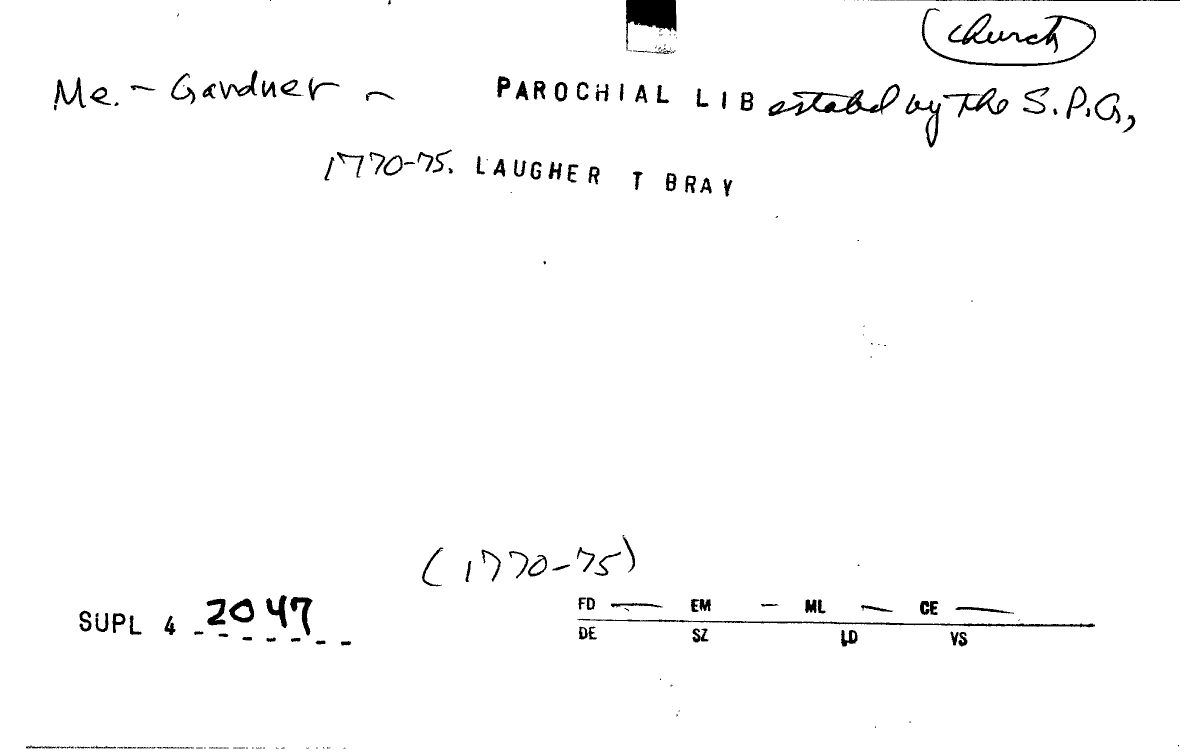 (church)
Me. - Gardner - PAROCHIAL LIB estabd by the S.P.G.,
1770-75. LAUGHER T BRAY
(1770-75)
SUPL 4 2047
FD — EM — ML — CE —
DE SZ LD VS